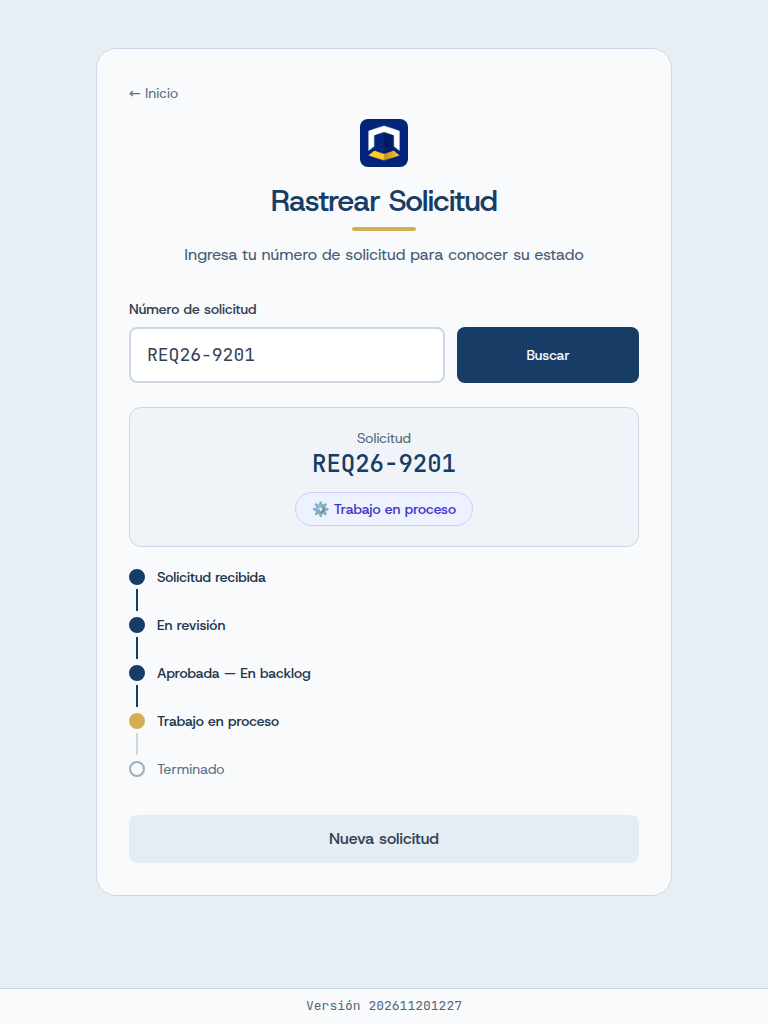 ← Inicio
Rastrear Solicitud
Ingresa tu número de solicitud para conocer su estado
Número de solicitud
REQ26-9201
Buscar
Solicitud
REQ26-9201
⚙️ Trabajo en proceso
Solicitud recibida
En revisión
Aprobada — En backlog
Trabajo en proceso
Terminado
Nueva solicitud
Versión 202611201227